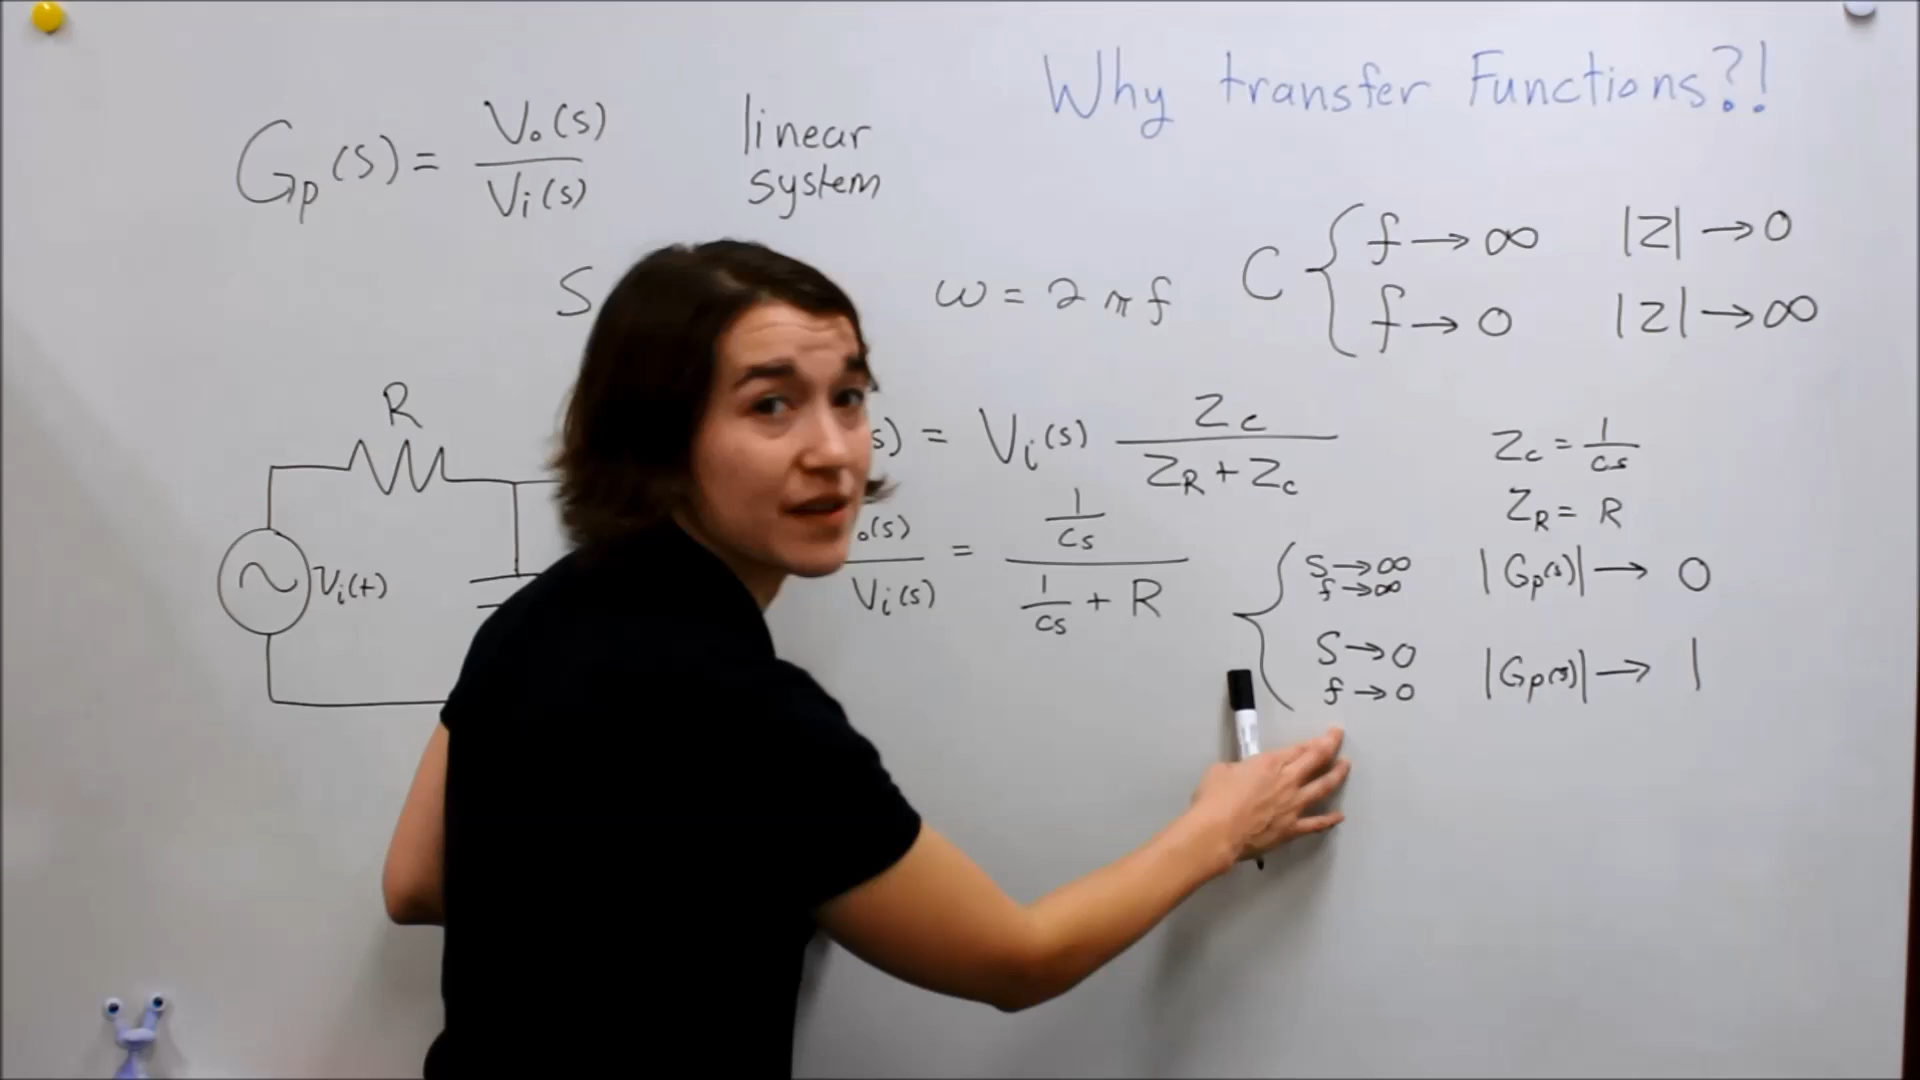 Why transfer Functions?!
Gp(s) = Vo(s) / Vi(s)
linear
system
S
ω = 2πf
C { f → ∞ |Z| → 0
f → 0 |Z| → ∞
R
Vi(t)
s) = Vi(s) Zc / (ZR + Zc)
Zc = 1/Cs
ZR = R
o(s) / Vi(s) = (1/Cs) / (1/Cs + R)
{ S → ∞ |Gp(s)| → 0
f → ∞
S → 0 |Gp(s)| → 1
f → 0